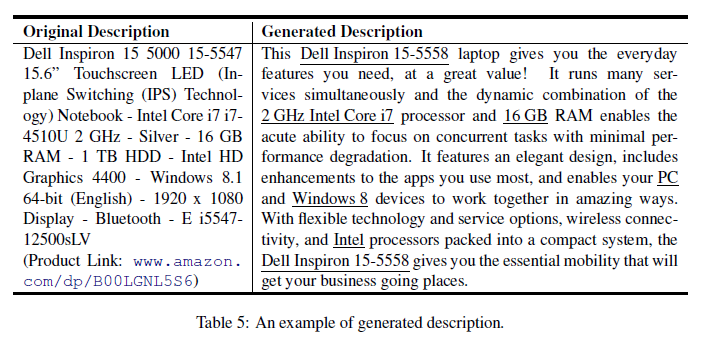 Original Description
Dell Inspiron 15 5000 15-5547
15.6” Touchscreen LED (In-
plane Switching (IPS) Technol-
ogy) Notebook - Intel Core i7 i7-
4510U 2 GHz - Silver - 16 GB
RAM - 1 TB HDD - Intel HD
Graphics 4400 - Windows 8.1
64-bit (English) - 1920 x 1080
Display - Bluetooth - E i5547-
12500sLV
(Product Link: www.amazon.
com/dp/B00LGNL5S6)
Generated Description
This Dell Inspiron 15-5558 laptop gives you the everyday
features you need, at a great value! It runs many ser-
vices simultaneously and the dynamic combination of the
2 GHz Intel Core i7 processor and 16 GB RAM enables the
acute ability to focus on concurrent tasks with minimal per-
formance degradation. It features an elegant design, includes
enhancements to the apps you use most, and enables your PC
and Windows 8 devices to work together in amazing ways.
With flexible technology and service options, wireless connec-
tivity, and Intel processors packed into a compact system, the
Dell Inspiron 15-5558 gives you the essential mobility that will
get your business going places.
Table 5: An example of generated description.